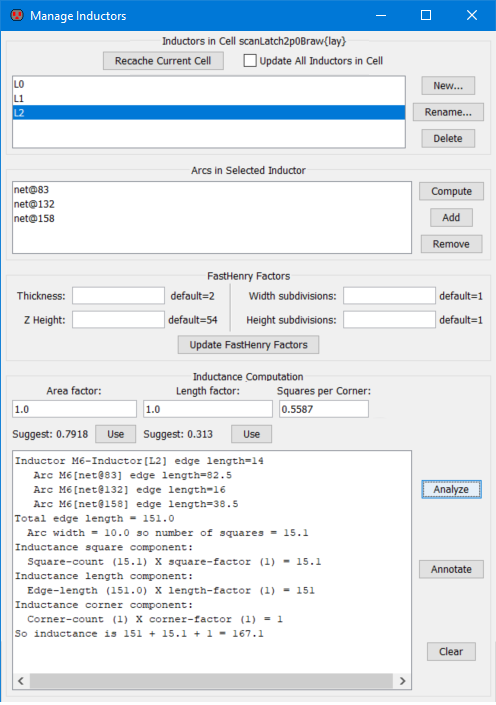 Manage Inductors
Inductors in Cell scanLatch2p0Braw{lay}
Recache Current Cell Update All Inductors in Cell
L0
L1
L2
New...
Rename...
Delete
Arcs in Selected Inductor
net@83
net@132
net@158
Compute
Add
Remove
FastHenry Factors
Thickness: default=2 Width subdivisions: default=1
Z Height: default=54 Height subdivisions: default=1
Update FastHenry Factors
Inductance Computation
Area factor: Length factor: Squares per Corner:
1.0 1.0 0.5587
Suggest: 0.7918 Use Suggest: 0.313 Use
Inductor M6-Inductor[L2] edge length=14
Arc M6[net@83] edge length=82.5
Arc M6[net@132] edge length=16
Arc M6[net@158] edge length=38.5
Total edge length = 151.0
Arc width = 10.0 so number of squares = 15.1
Inductance square component:
Square-count (15.1) X square-factor (1) = 15.1
Inductance length component:
Edge-length (151.0) X length-factor (1) = 151
Inductance corner component:
Corner-count (1) X corner-factor (1) = 1
So inductance is 151 + 15.1 + 1 = 167.1
Analyze
Annotate
Clear